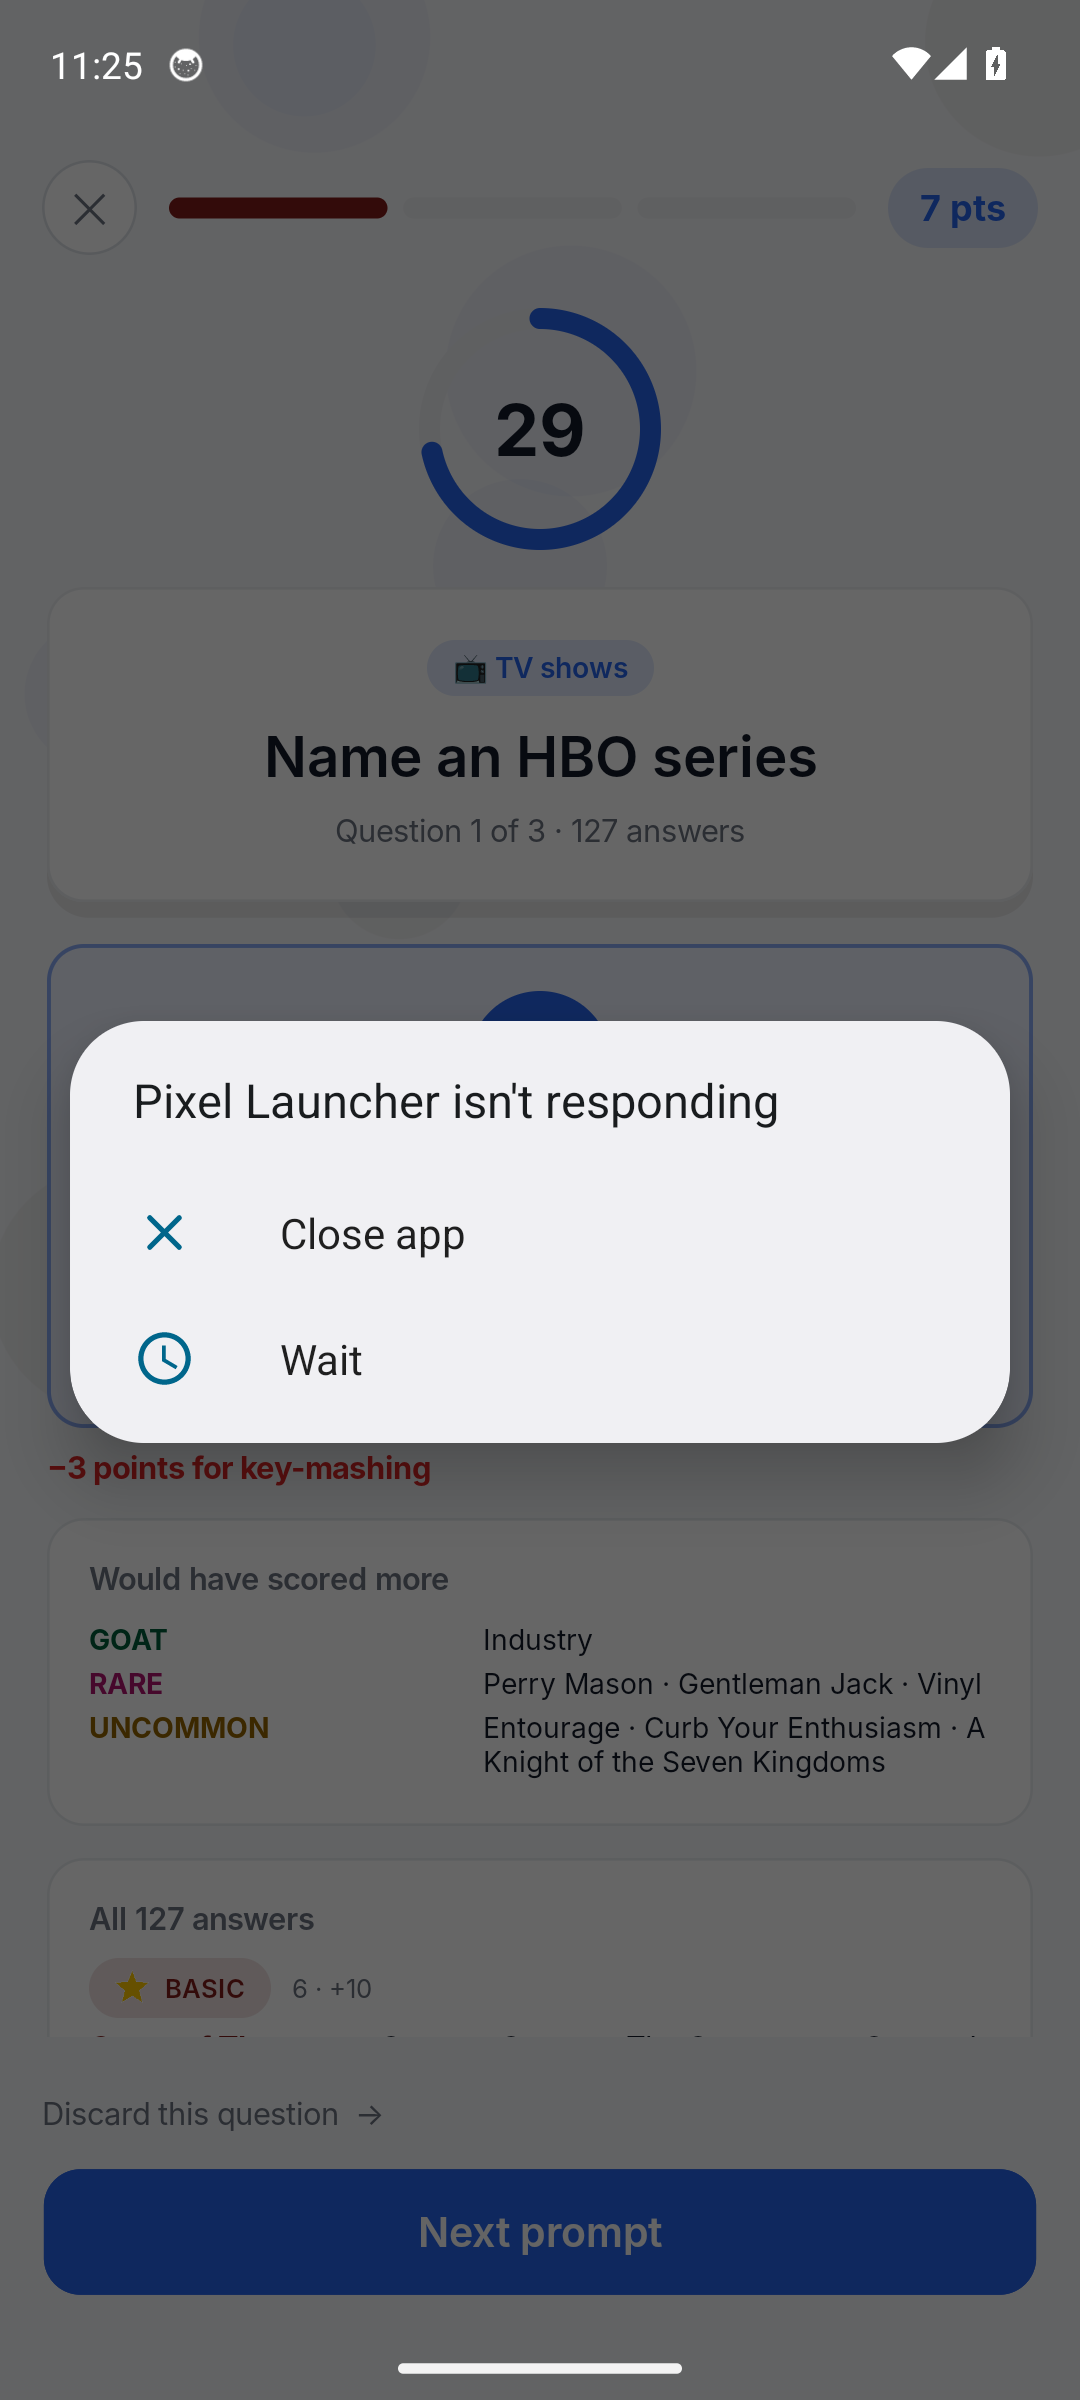 11:25
7 pts
29
📺 TV shows
Name an HBO series
Question 1 of 3 · 127 answers
Pixel Launcher isn't responding
Close app
Wait
−3 points for key-mashing
Would have scored more
GOAT Industry
RARE Perry Mason · Gentleman Jack · Vinyl
UNCOMMON Entourage · Curb Your Enthusiasm · A
Knight of the Seven Kingdoms
All 127 answers
⭐ BASIC 6 · +10
Discard this question →
Next prompt